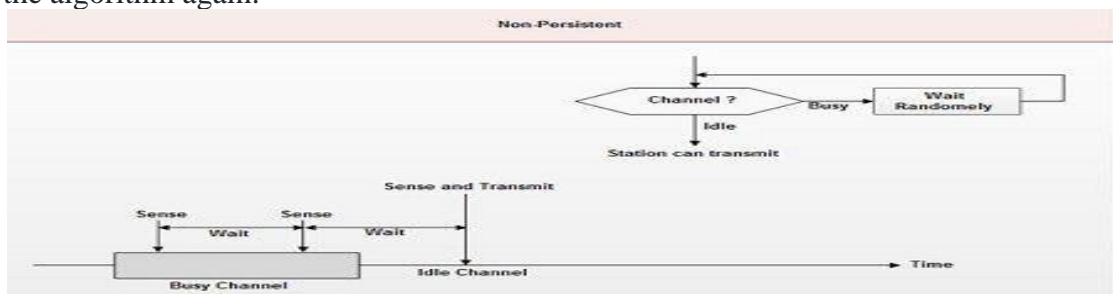 the algorithm again.
Non-Persistent
Channel ?
Busy
Wait
Randomely
Idle
Station can transmit
Sense and Transmit
Sense
Sense
Wait
Wait
Idle Channel
Time
Busy Channel